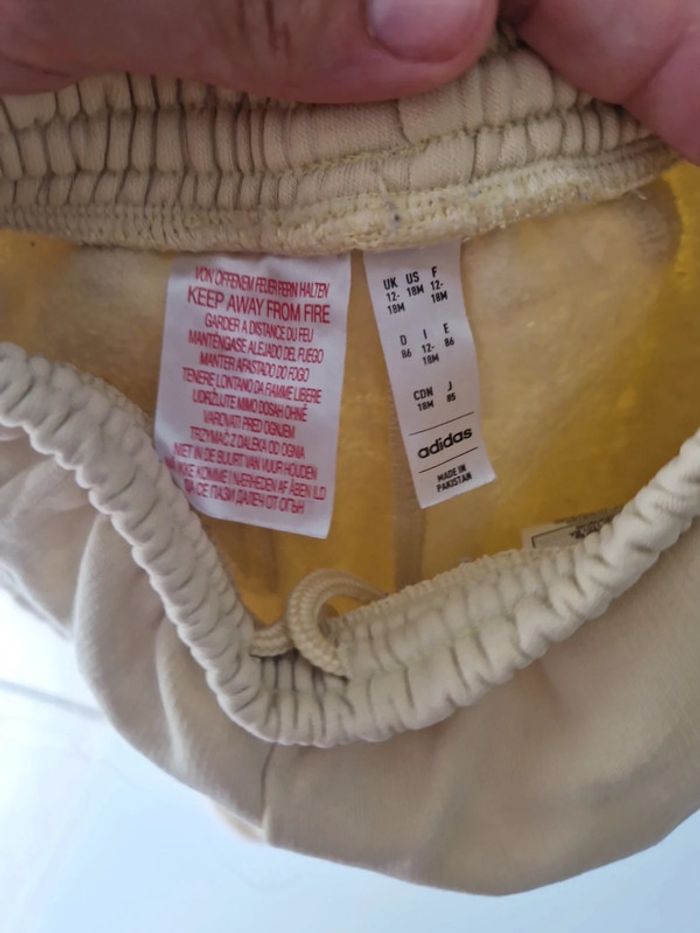 VON OFFENEM FEUER FERN HALTEN
KEEP AWAY FROM FIRE
GARDER A DISTANCE DU FEU
MANTÉNGASE ALEJADO DEL FUEGO
MANTER AFASTADO DO FOGO
TENERE LONTANO DA FIAMME LIBERE
UDRŽUJTE MIMO DOSAH OHNĚ
VAROVATI PRED OGNJEM
TRZYMAĆ Z DALEKA OD OGNIA
NIET IN DE BUURT VAN VUUR HOUDEN
IKKE KOMME I NÆRHEDEN AF ÅBEN ILD
ДА СЕ ПАЗИ ДАЛЕЧ ОТ ОГЪН
UK US F
12- 18M 12-
18M 18M
D I E
86 12- 86
18M
CDN J
18M 85
adidas
MADE IN
PAKISTAN